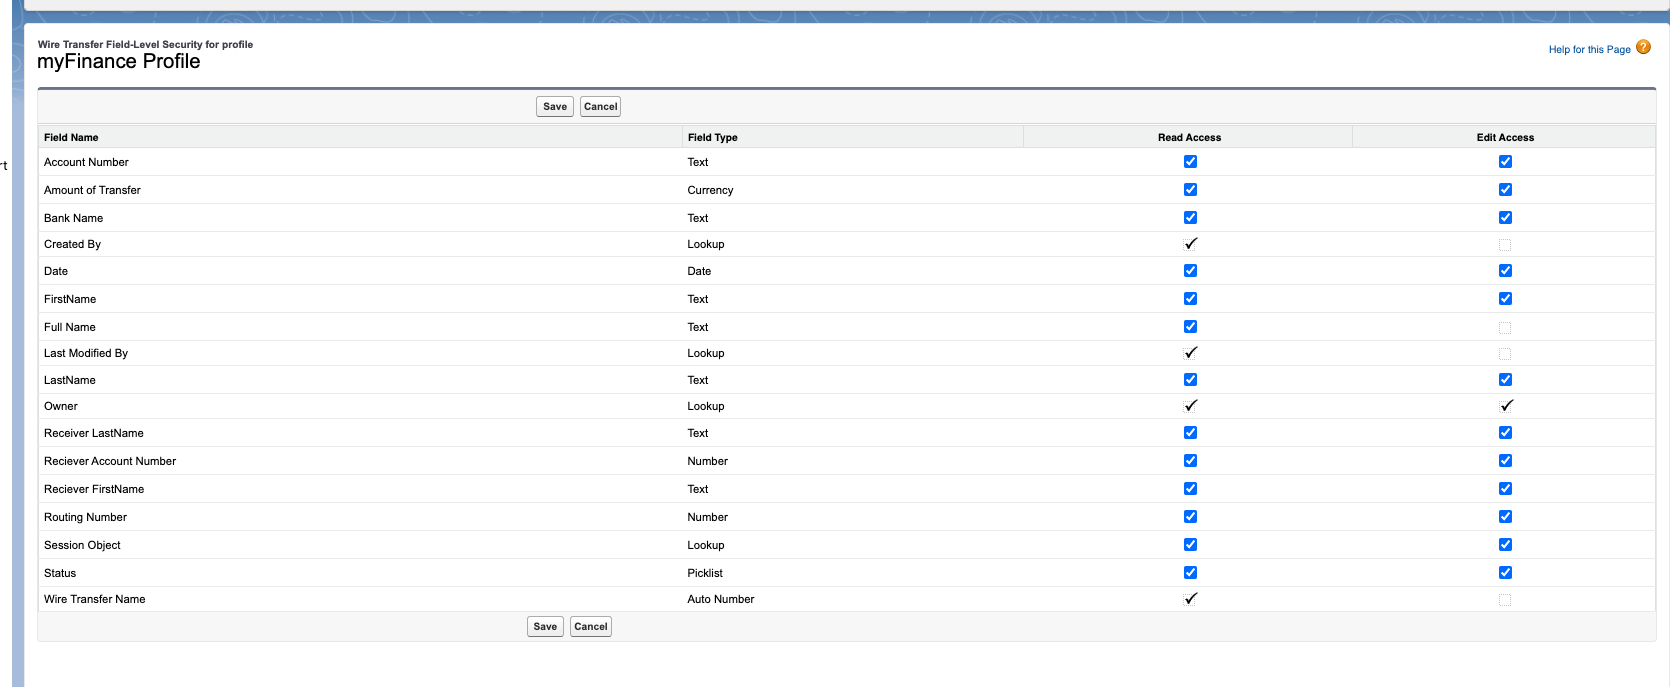 Wire Transfer Field-Level Security for profile
myFinance Profile
Help for this Page ?
Save Cancel
Field Name Field Type Read Access Edit Access
rt
Account Number Text
Amount of Transfer Currency
Bank Name Text
Created By Lookup
Date Date
FirstName Text
Full Name Text
Last Modified By Lookup
LastName Text
Owner Lookup
Receiver LastName Text
Reciever Account Number Number
Reciever FirstName Text
Routing Number Number
Session Object Lookup
Status Picklist
Wire Transfer Name Auto Number
Save Cancel